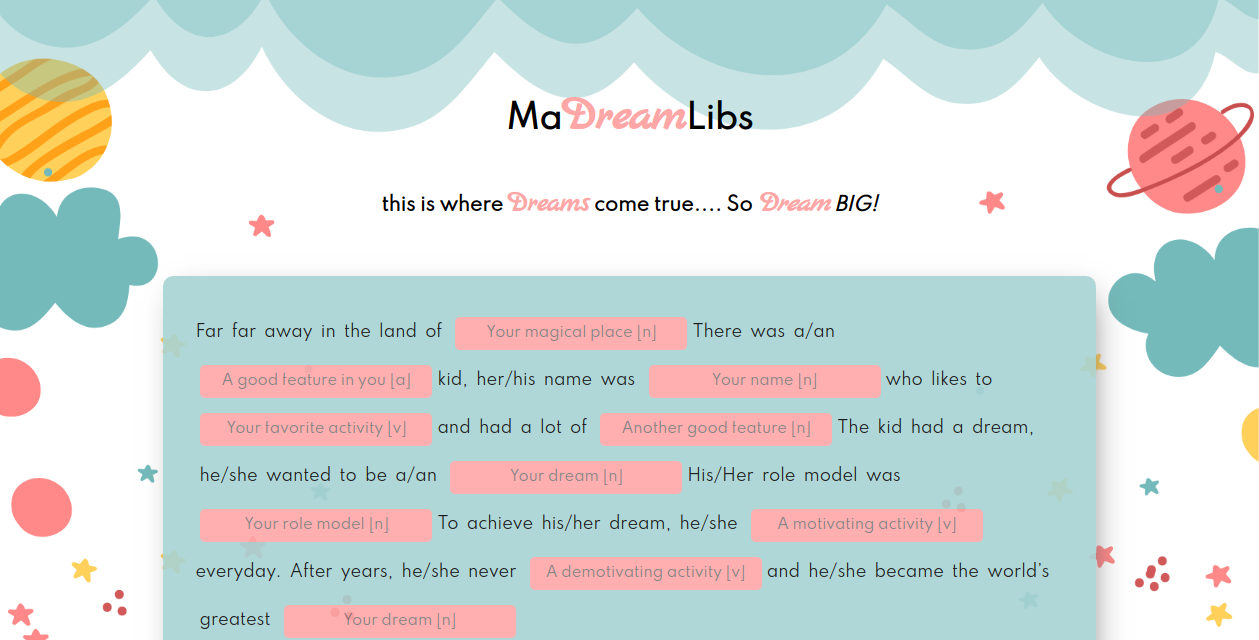 MaDreamLibs
this is where Dreams come true.... So Dream BIG!
Far far away in the land of Your magical place [n] There was a/an
A good feature in you [a] kid, her/his name was Your name [n] who likes to
Your favorite activity [v] and had a lot of Another good feature [n] The kid had a dream,
he/she wanted to be a/an Your dream [n] His/Her role model was
Your role model [n] To achieve his/her dream, he/she A motivating activity [v]
everyday. After years, he/she never A demotivating activity [v] and he/she became the world's
greatest Your dream [n]